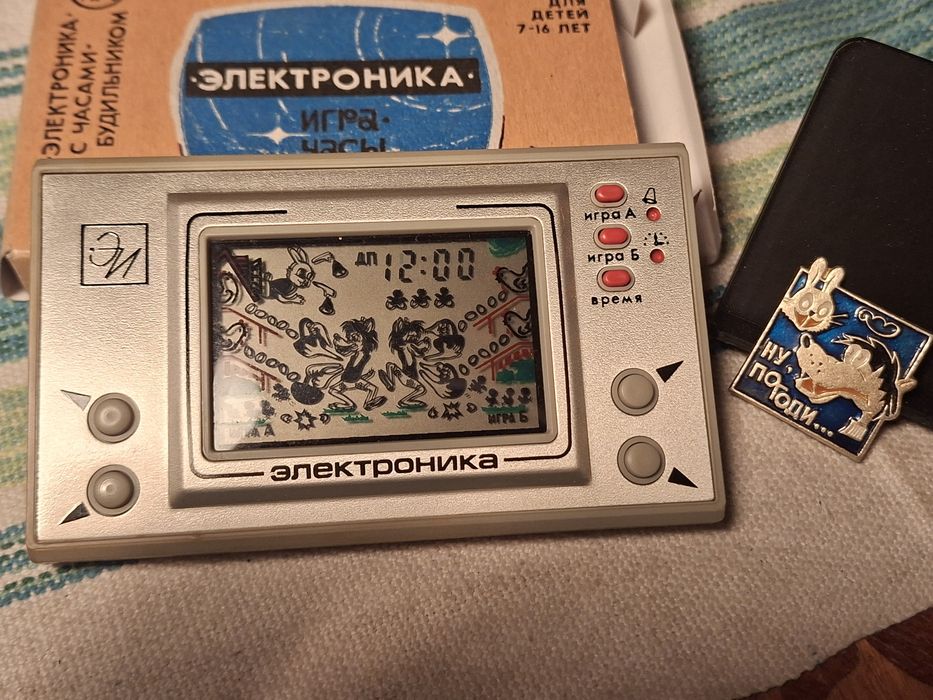 ЭЛЕКТРОНИКА
С ЧАСАМИ·
БУДИЛЬНИКОМ
ДЛЯ
ДЕТЕЙ
7-16 ЛЕТ
·ЭЛЕКТРОНИКА·
ИГРА·
ЧАСЫ
ЭИ
игра А
игра Б
время
ДП 12:00
ИГРА А
ИГРА Б
электроника
НУ,
ПОГОДИ...